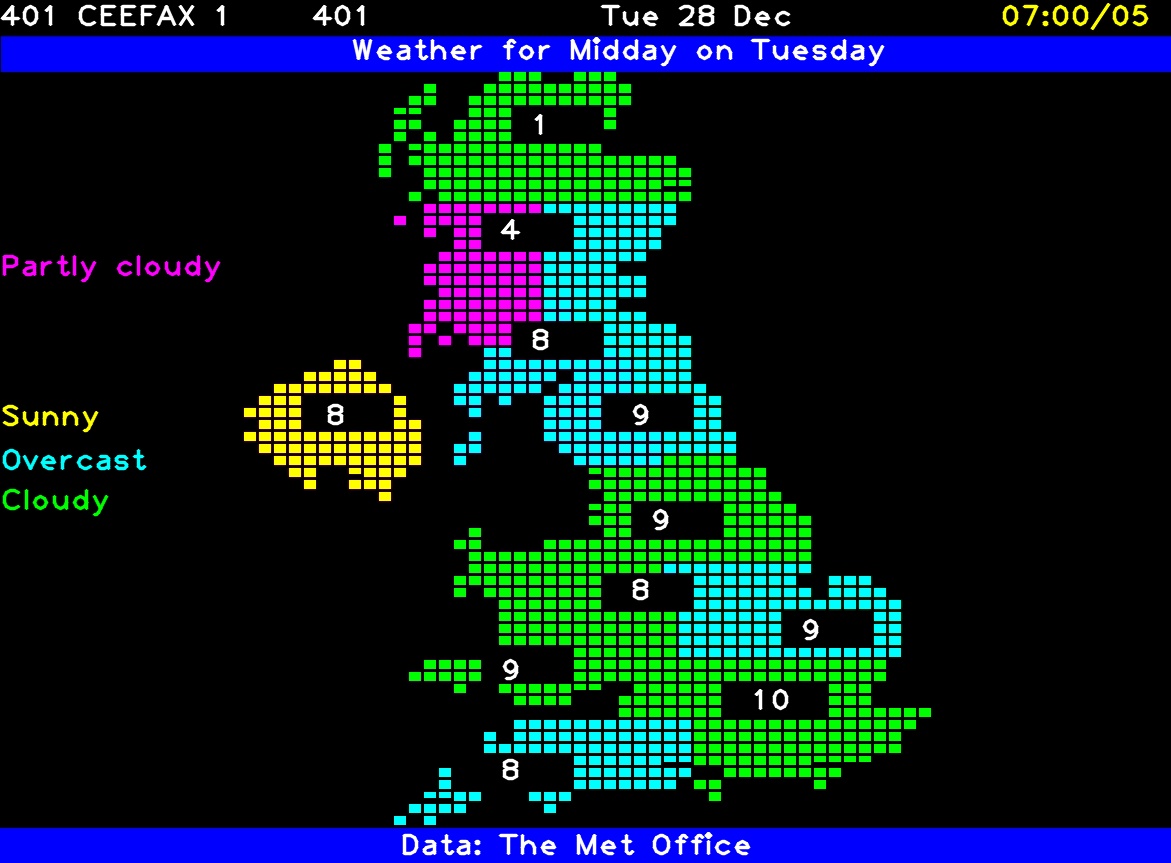 401 CEEFAX 1 401 Tue 28 Dec 07:00/05
Weather for Midday on Tuesday
1
4
Partly cloudy
8
Sunny
8
9
Overcast
Cloudy
9
8
9
9
10
8
Data: The Met Office